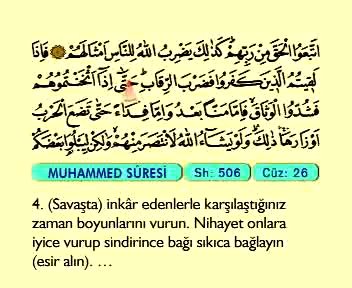 اتَّبَعُوا الْحَقَّ مِنْ رَبِّهِمْ كَذٰلِكَ يَضْرِبُ اللّٰهُ لِلنَّاسِ اَمْثَالَهُمْ ۝ فَاِذَا
لَقٖيتُمُ الَّذٖينَ كَفَرُوا فَضَرْبَ الرِّقَابِ حَتّٰٓى اِذَٓا اَثْخَنْتُمُوهُمْ
فَشُدُّوا الْوَثَاقَ فَاِمَّا مَنًّا بَعْدُ وَاِمَّا فِدَٓاءً حَتّٰى تَضَعَ الْحَرْبُ
اَوْزَارَهَا ذٰلِكَ وَلَوْ يَشَٓاءُ اللّٰهُ لَانْتَصَرَ مِنْهُمْ وَلٰكِنْ لِيَبْلُوَا بَعْضَكُمْ
MUHAMMED SÛRESİ Sh: 506 Cüz: 26
4. (Savaşta) inkâr edenlerle karşılaştığınız
zaman boyunlarını vurun. Nihayet onlara
iyice vurup sindirince bağı sıkıca bağlayın
(esir alın). ...